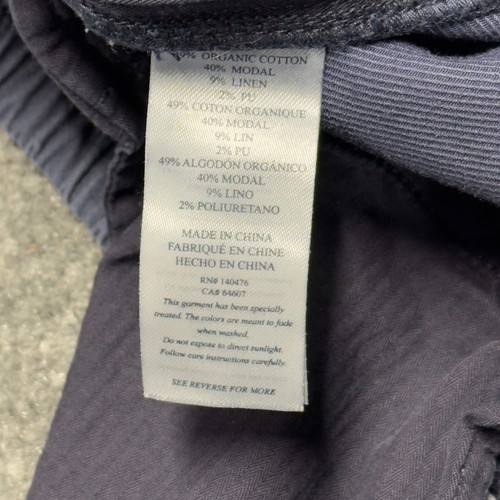 49% ORGANIC COTTON
40% MODAL
9% LINEN
2% PU
49% COTON ORGANIQUE
40% MODAL
9% LIN
2% PU
49% ALGODÓN ORGÁNICO
40% MODAL
9% LINO
2% POLIURETANO
MADE IN CHINA
FABRIQUÉ EN CHINE
HECHO EN CHINA
RN# 140476
CA# 64607
This garment has been specially
treated. The colors are meant to fade
when washed.
Do not expose to direct sunlight.
Follow care instructions carefully.
SEE REVERSE FOR MORE